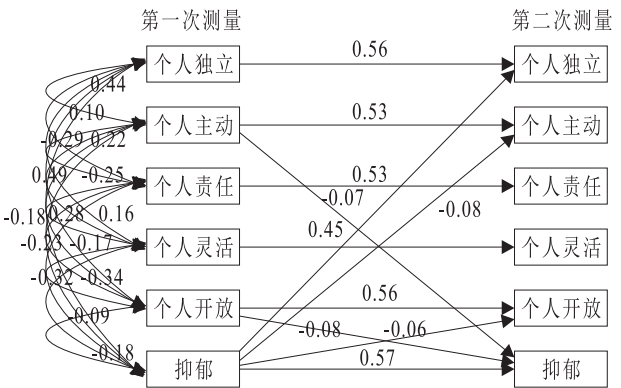 第一次测量 第二次测量
个人独立 0.56 个人独立
0.44
0.10 个人主动 0.53 个人主动
-0.29 0.22
0.49 -0.25 个人责任 0.53 个人责任
-0.07
-0.18 0.28 0.16 0.45 -0.08
-0.23 -0.17 个人灵活 个人灵活
-0.32 -0.34 0.56
-0.09 个人开放 -0.08 -0.06 个人开放
-0.18 抑郁 0.57 抑郁